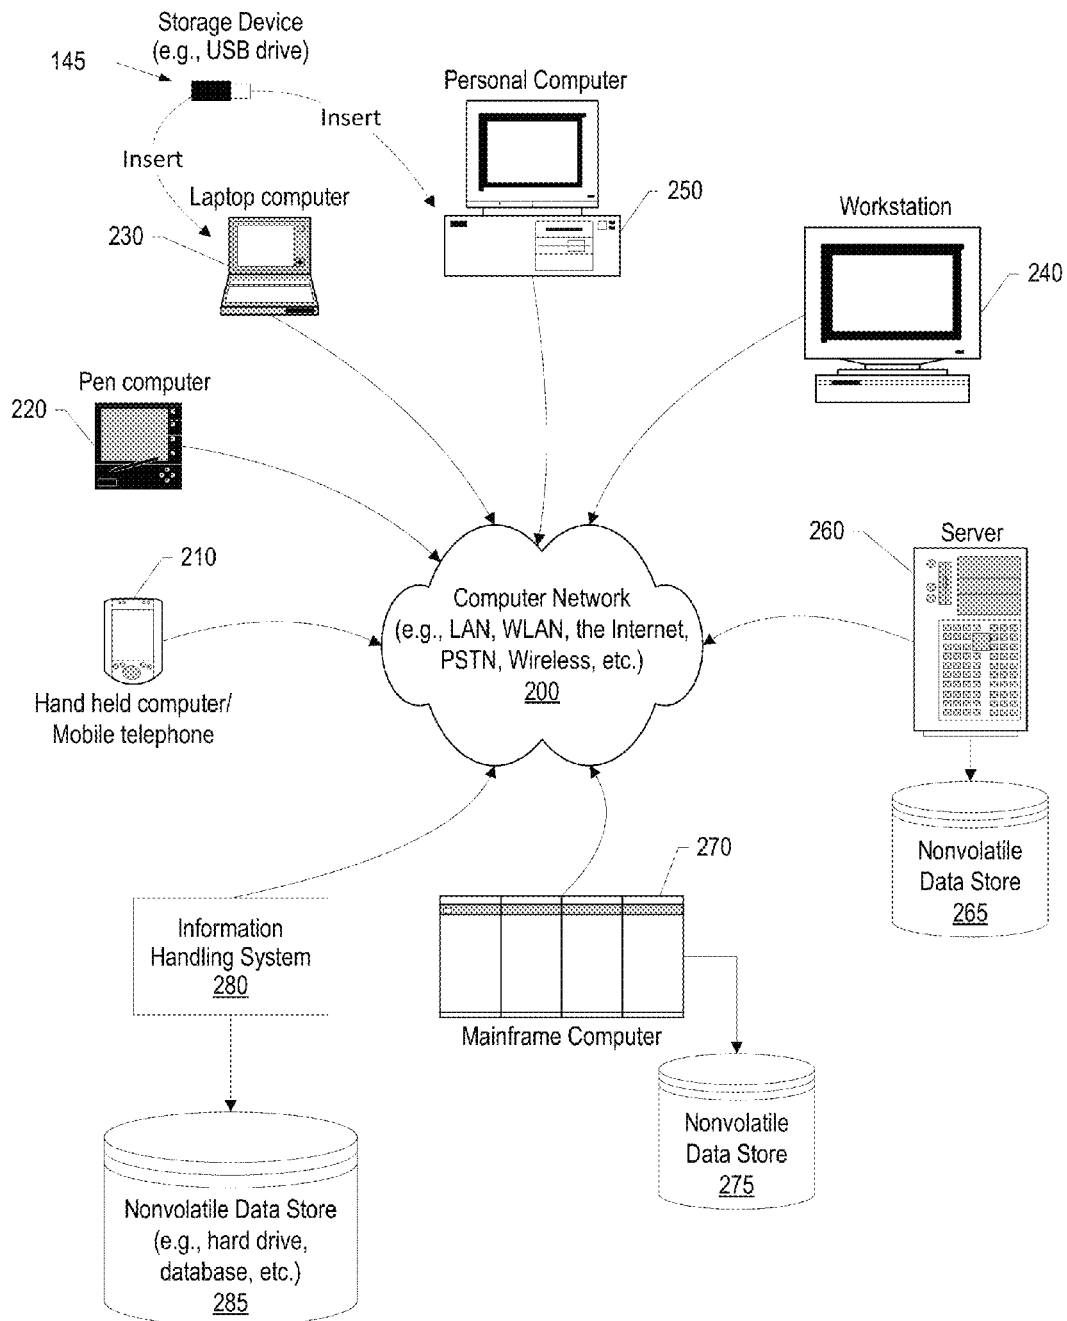 Storage Device
(e.g., USB drive)
145
Insert
Insert
Personal Computer
250
Laptop computer
230
Workstation
240
Pen computer
220
210
Hand held computer/
Mobile telephone
Computer Network
(e.g., LAN, WLAN, the Internet,
PSTN, Wireless, etc.)
200
260
Server
Nonvolatile
Data Store
265
Information
Handling System
280
270
Mainframe Computer
Nonvolatile
Data Store
275
Nonvolatile Data Store
(e.g., hard drive,
database, etc.)
285